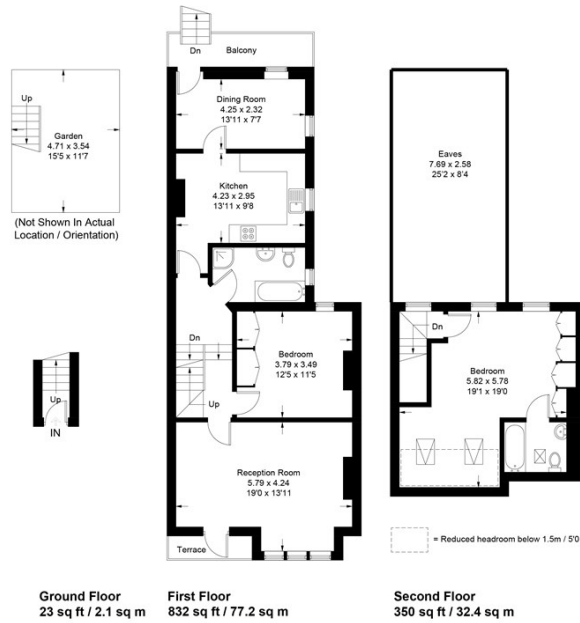 Dn
Balcony
Up
Garden
4.71 x 3.54
15'5 x 11'7
(Not Shown In Actual
Location / Orientation)
Dining Room
4.25 x 2.32
13'11 x 7'7
Kitchen
4.23 x 2.95
13'11 x 9'8
Eaves
7.69 x 2.58
25'2 x 8'4
Dn
Bedroom
3.79 x 3.49
12'5 x 11'5
Up
Up
IN
Reception Room
5.79 x 4.24
19'0 x 13'11
Terrace
Dn
Bedroom
5.82 x 5.78
19'1 x 19'0
= Reduced headroom below 1.5m / 5'0
Ground Floor
23 sq ft / 2.1 sq m
First Floor
832 sq ft / 77.2 sq m
Second Floor
350 sq ft / 32.4 sq m